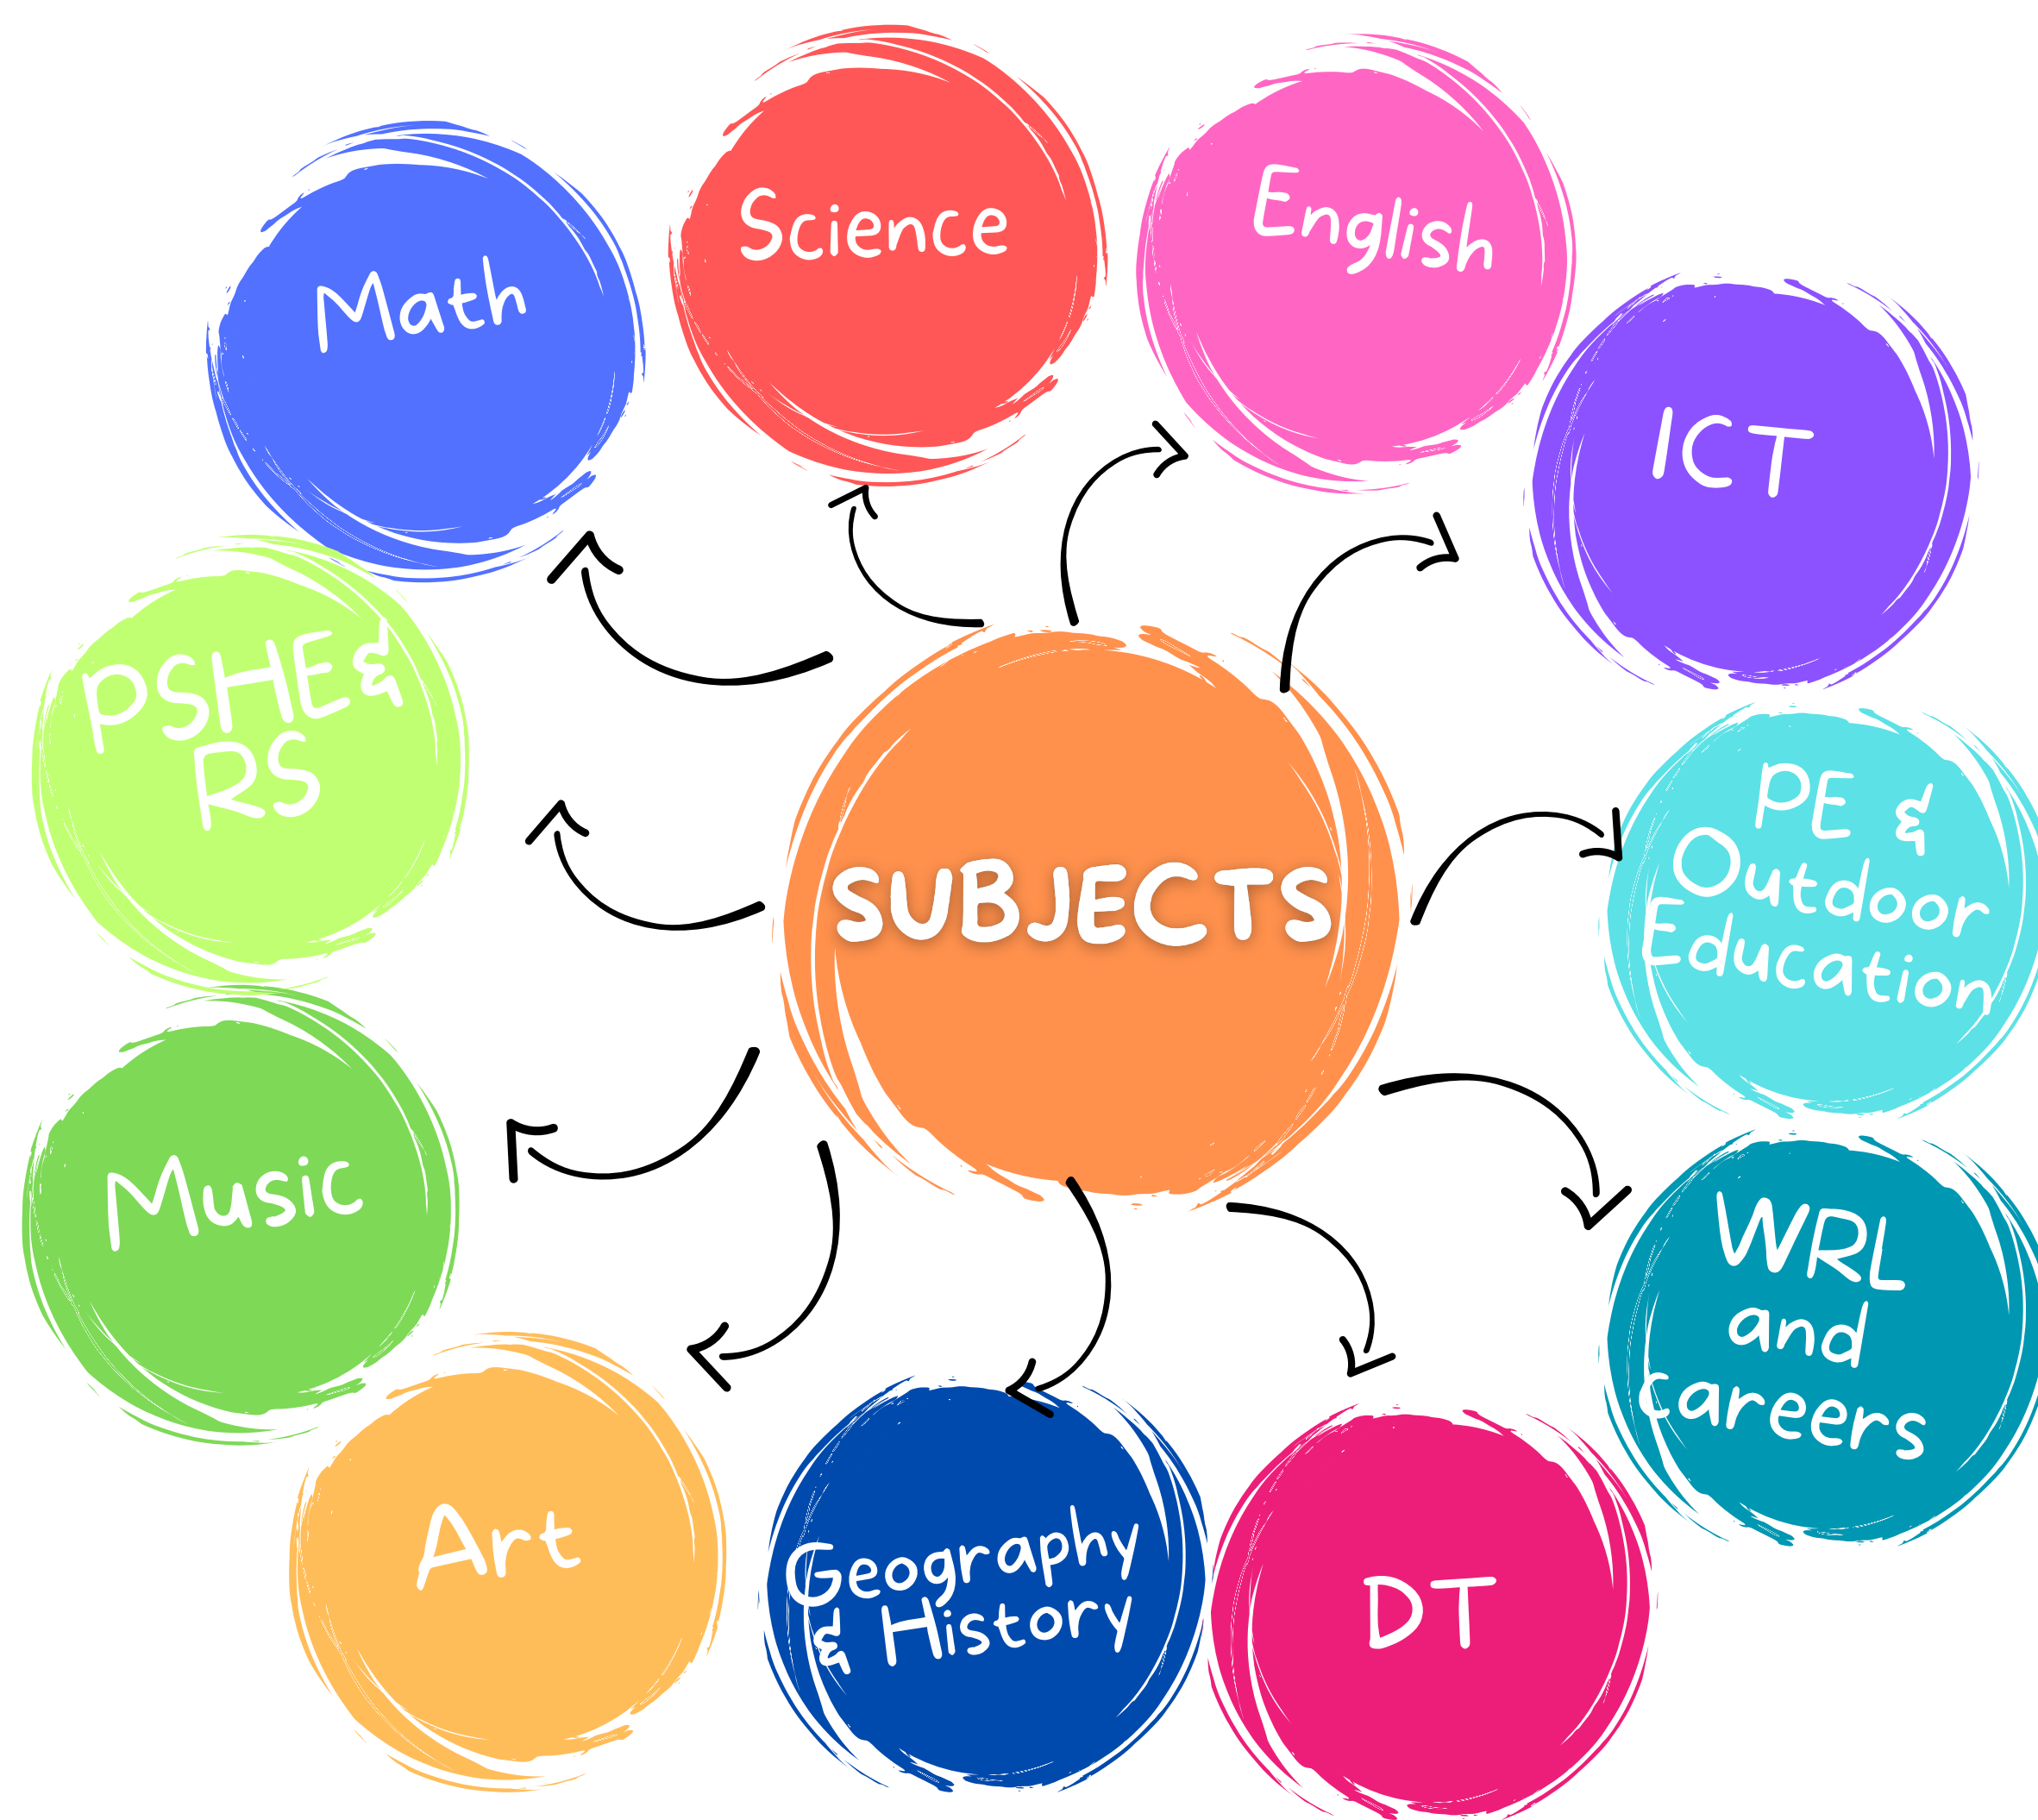 Science
English
Math
ICT
PSHE&
RS
PE &
Outdoor
Education
SUBJECTS
Music
WRL
and
careers
Art
Geography
& History
DT